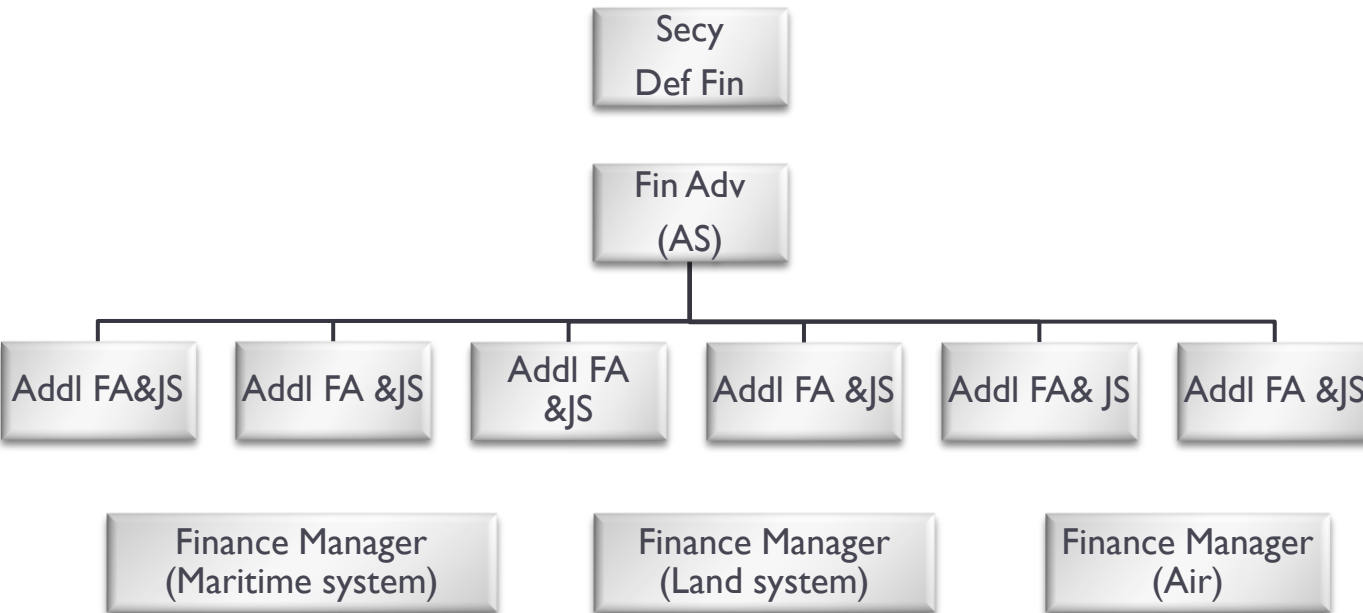 Secy
Def Fin
Fin Adv
(AS)
Addl FA&JS
Addl FA &JS
Addl FA
&JS
Addl FA &JS
Addl FA& JS
Addl FA &JS
Finance Manager
(Maritime system)
Finance Manager
(Land system)
Finance Manager
(Air)